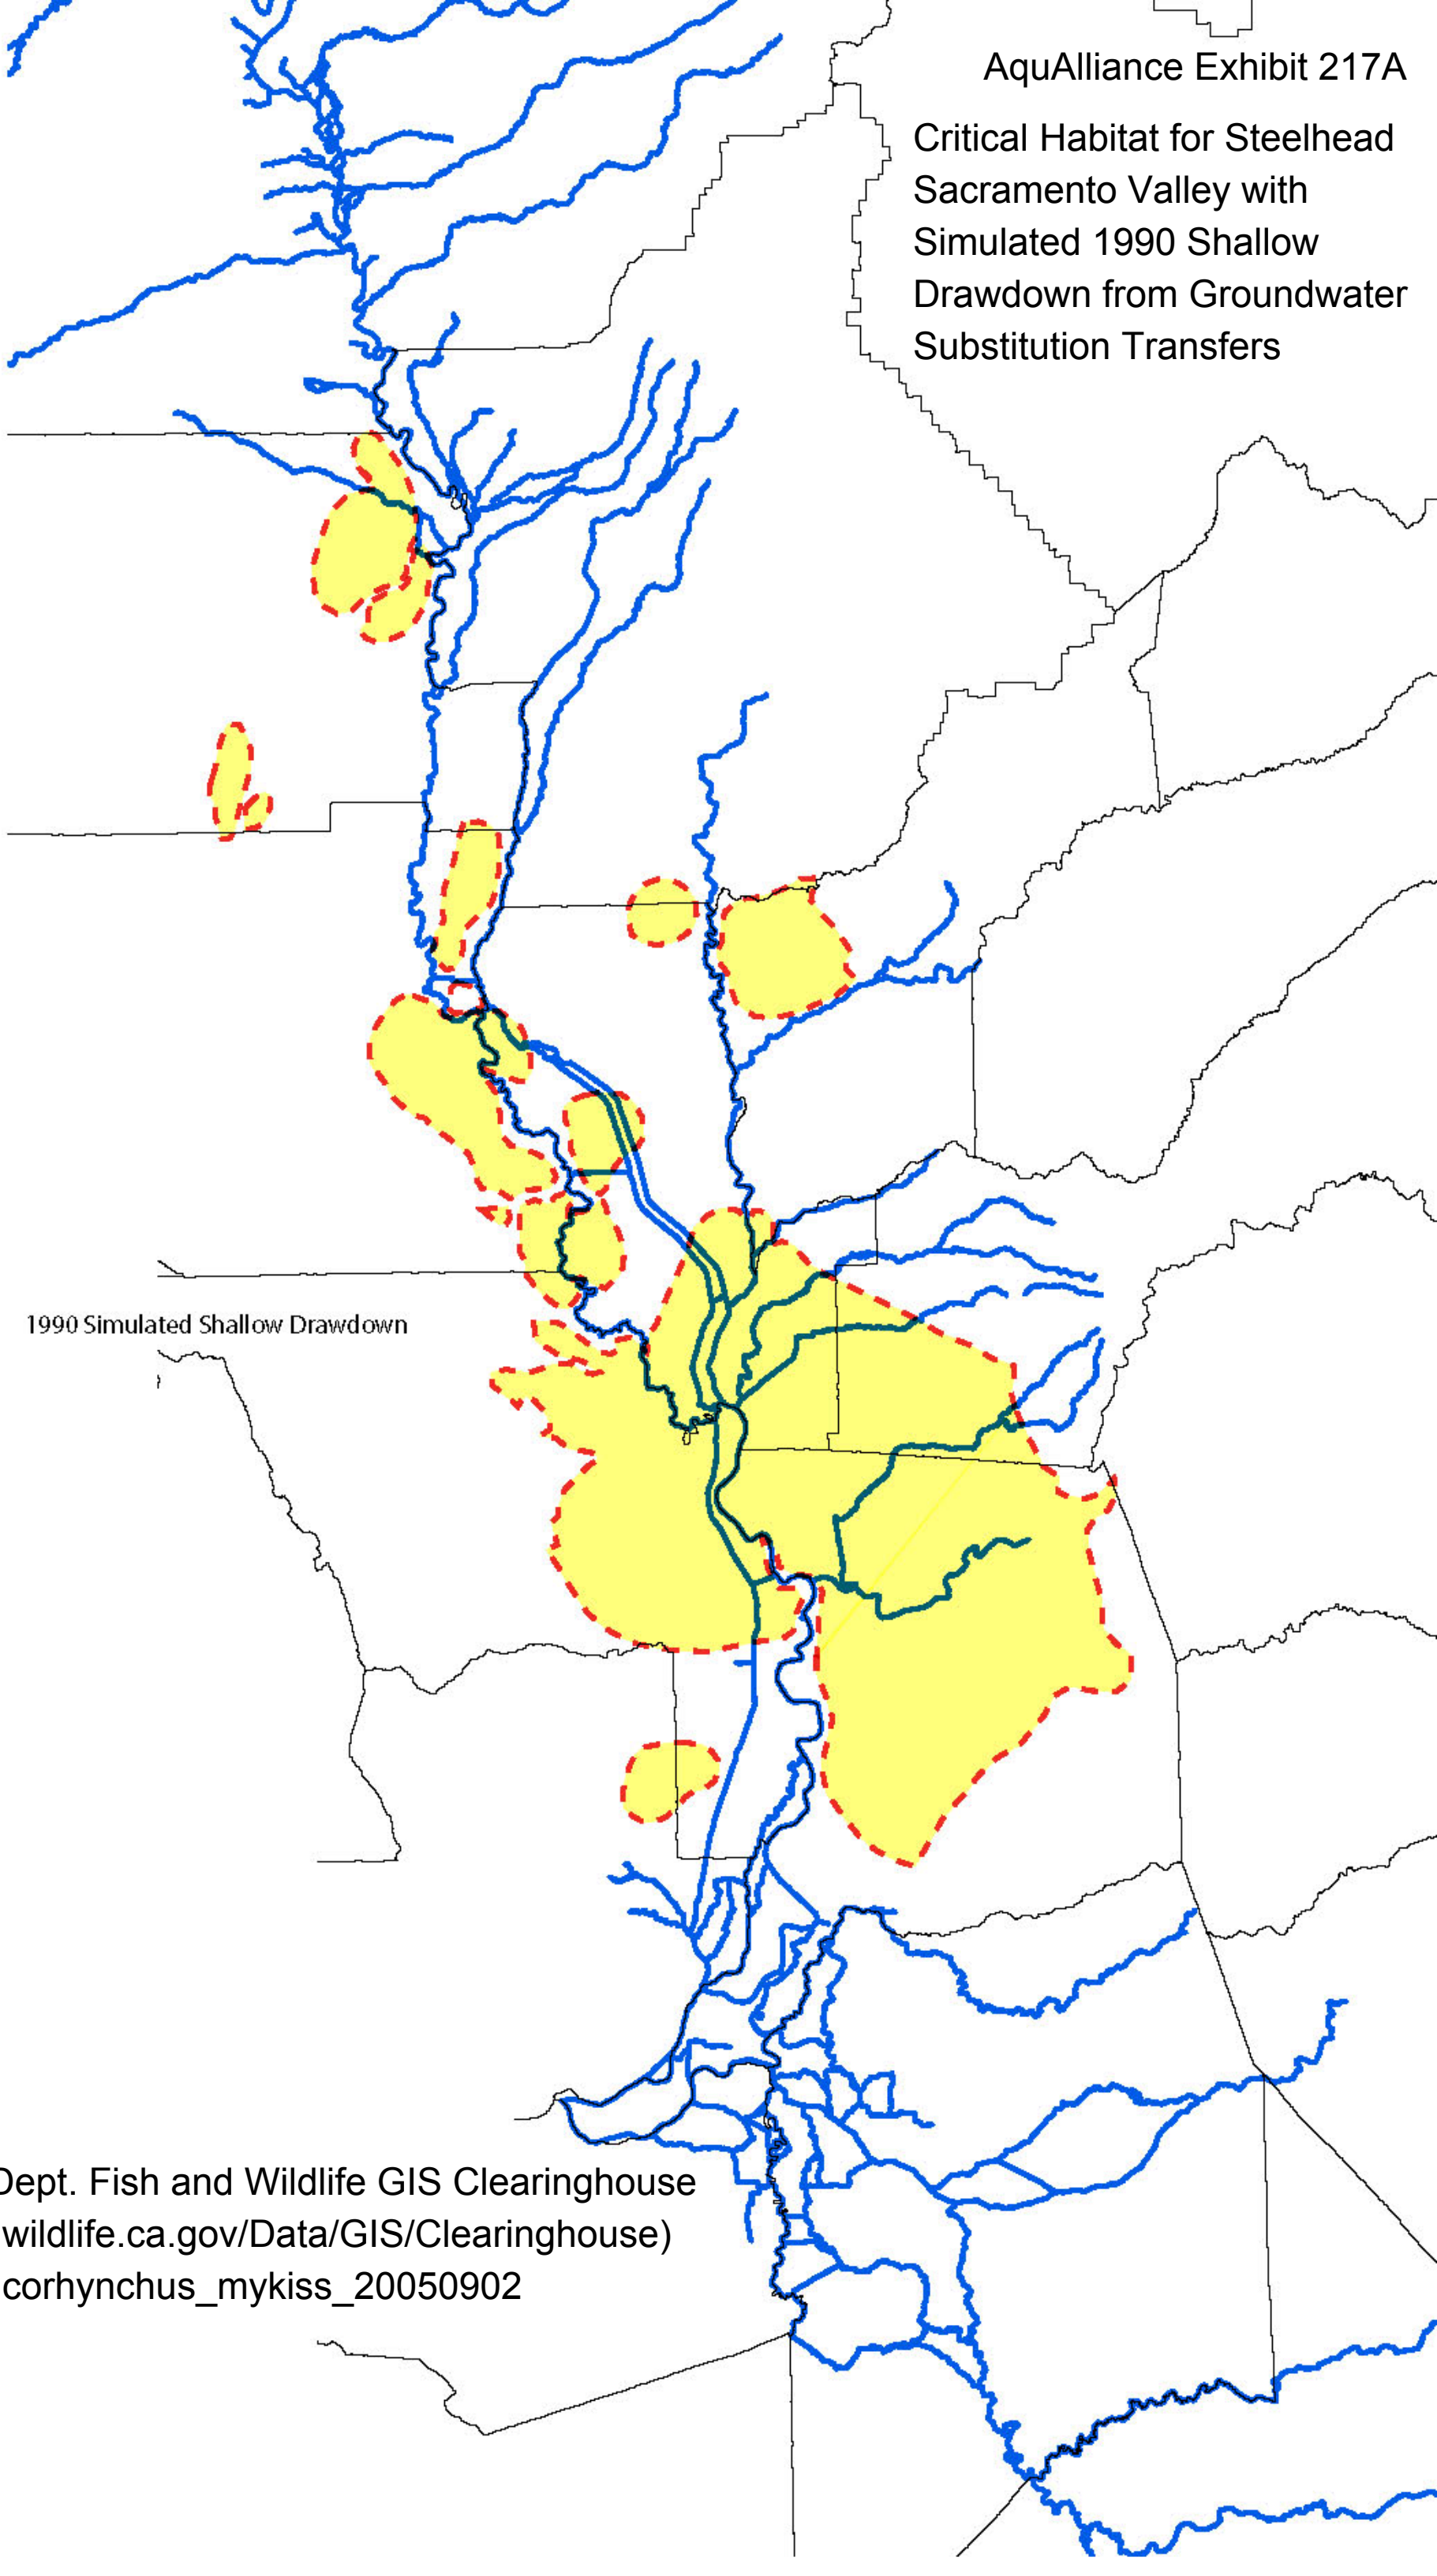 AquAlliance Exhibit 217A
Critical Habitat for Steelhead
Sacramento Valley with
Simulated 1990 Shallow
Drawdown from Groundwater
Substitution Transfers
1990 Simulated Shallow Drawdown
Dept. Fish and Wildlife GIS Clearinghouse
wildlife.ca.gov/Data/GIS/Clearinghouse)
corhynchus_mykiss_20050902